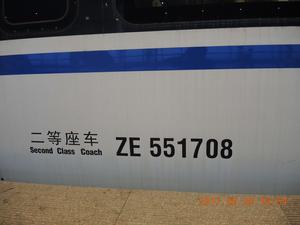 二等座车
Second Class Coach
ZE 551708